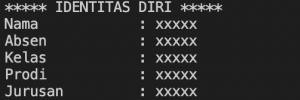 ***** IDENTITAS DIRI *****
Nama : xxxxx
Absen : xxxxx
Kelas : xxxxx
Prodi : xxxxx
Jurusan : xxxxx